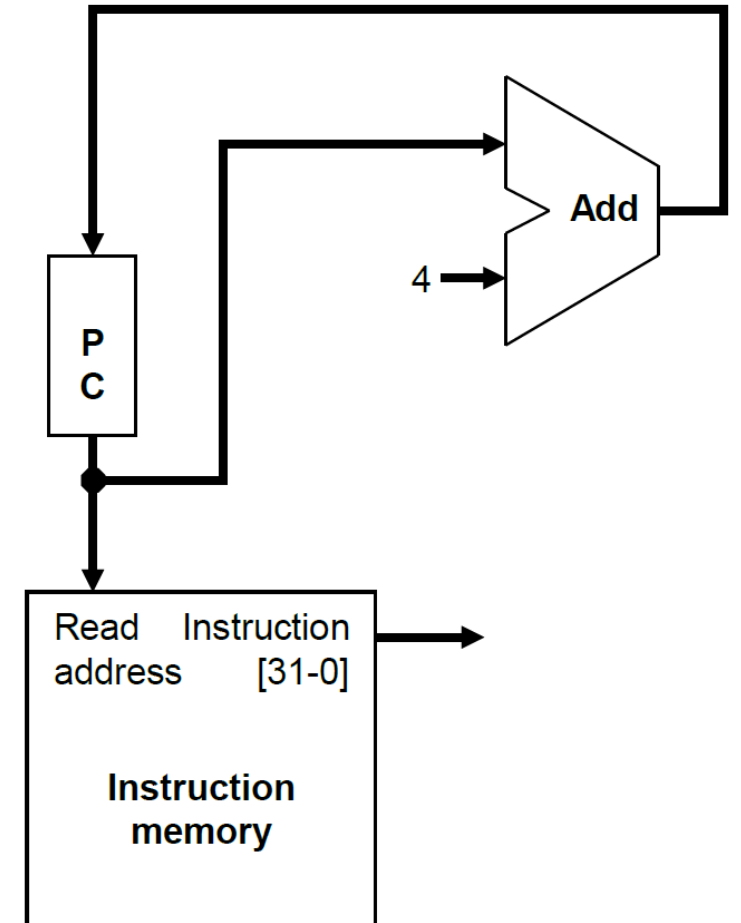 Add
4
P
C
Read Instruction
address [31-0]
Instruction
memory